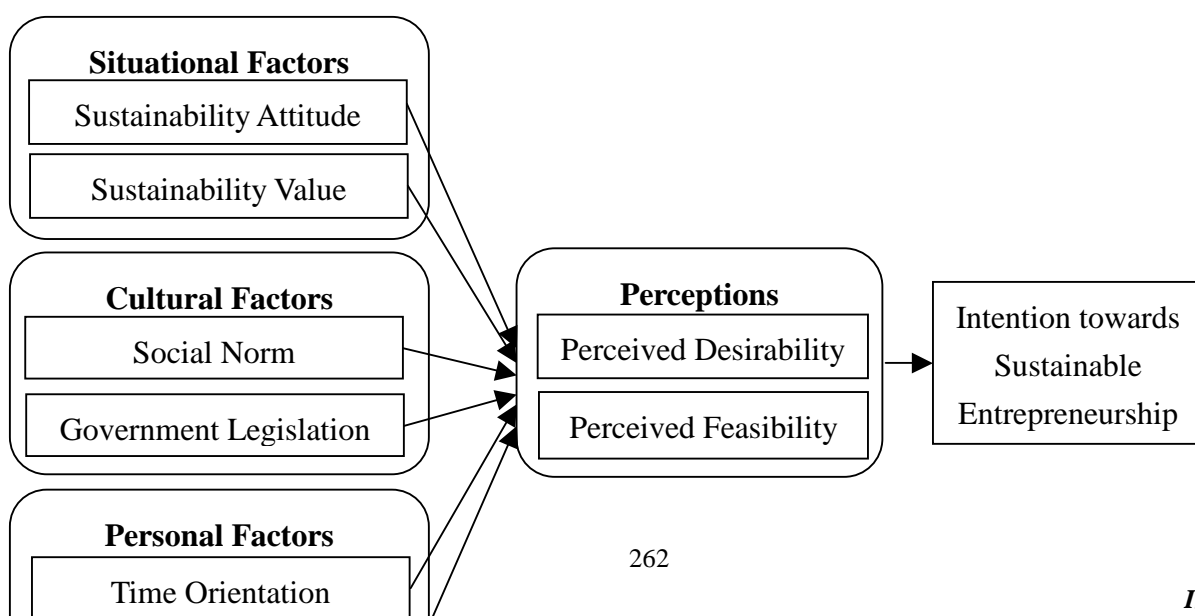 Situational Factors
Sustainability Attitude
Sustainability Value
Cultural Factors
Social Norm
Government Legislation
Personal Factors
Time Orientation
Perceptions
Perceived Desirability
Perceived Feasibility
Intention towards
Sustainable
Entrepreneurship
262
I